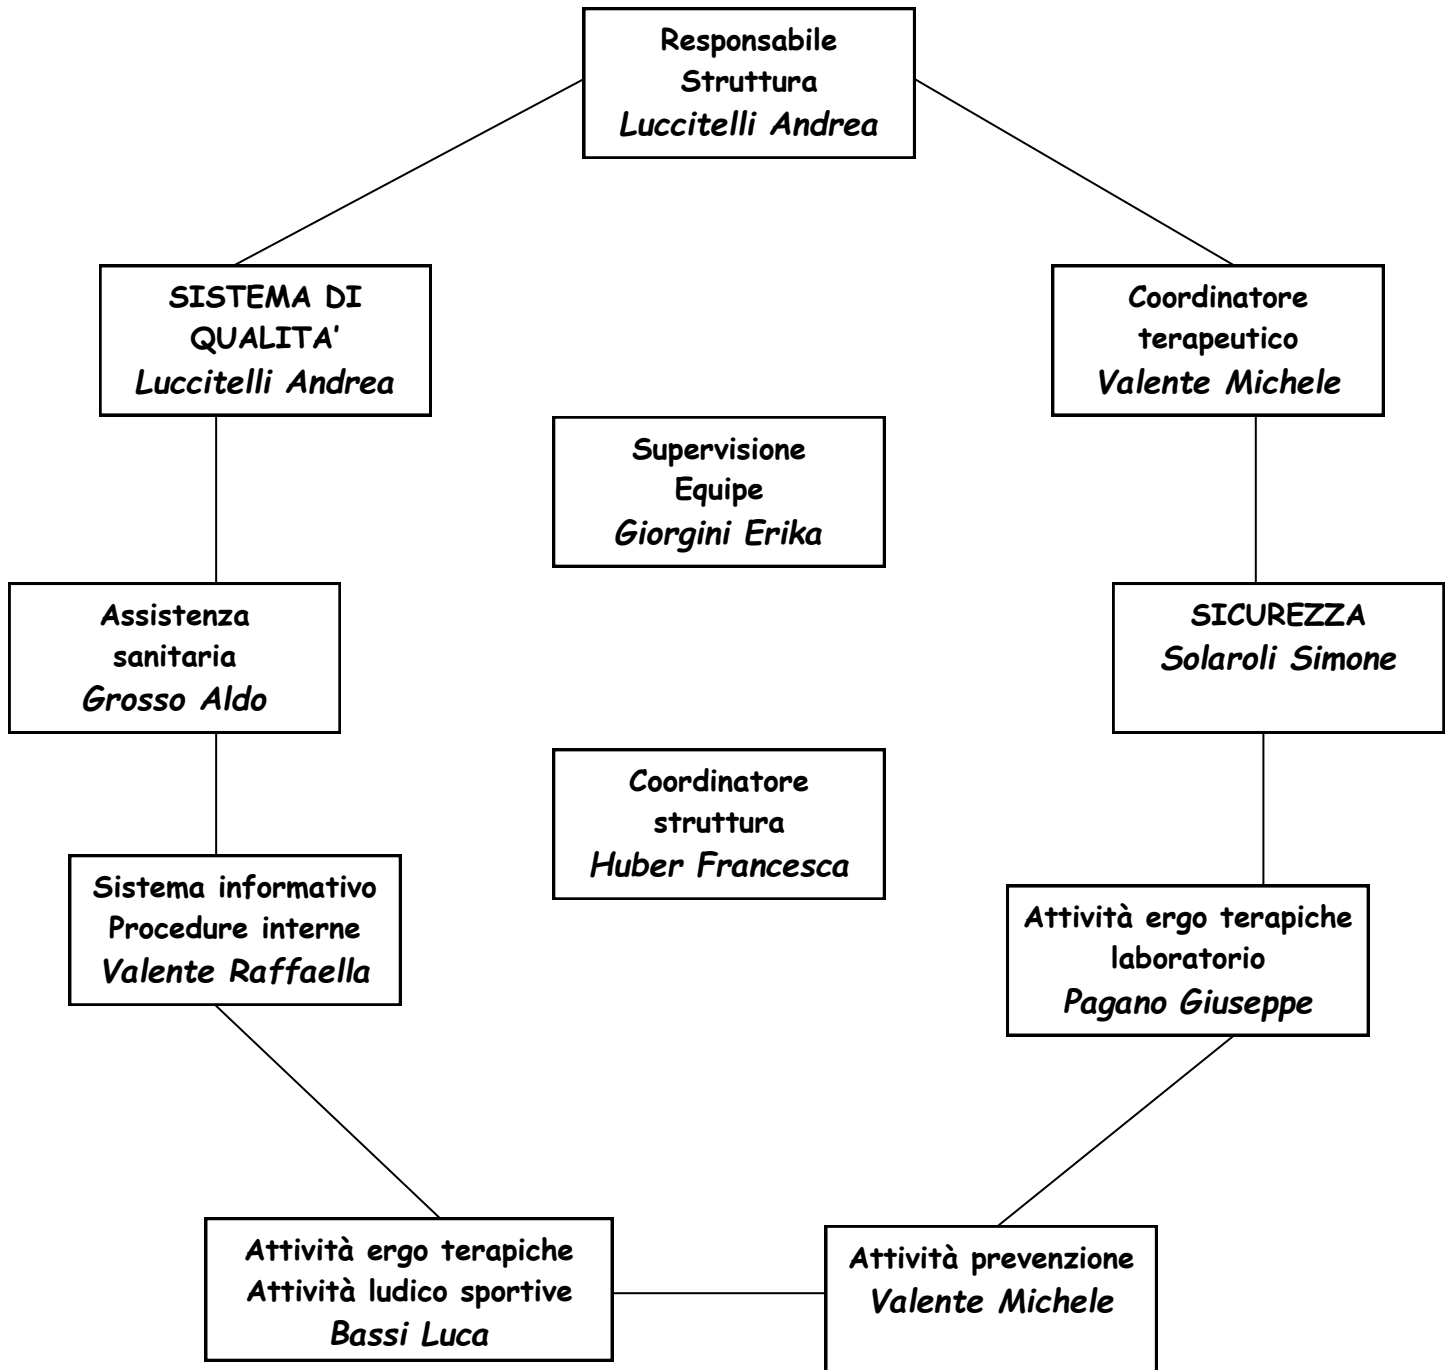 Responsabile
Struttura
Luccitelli Andrea
SISTEMA DI
QUALITA’
Luccitelli Andrea
Coordinatore
terapeutico
Valente Michele
Supervisione
Equipe
Giorgini Erika
Assistenza
sanitaria
Grosso Aldo
SICUREZZA
Solaroli Simone
Coordinatore
struttura
Huber Francesca
Sistema informativo
Procedure interne
Valente Raffaella
Attività ergo terapiche
laboratorio
Pagano Giuseppe
Attività ergo terapiche
Attività ludico sportive
Bassi Luca
Attività prevenzione
Valente Michele